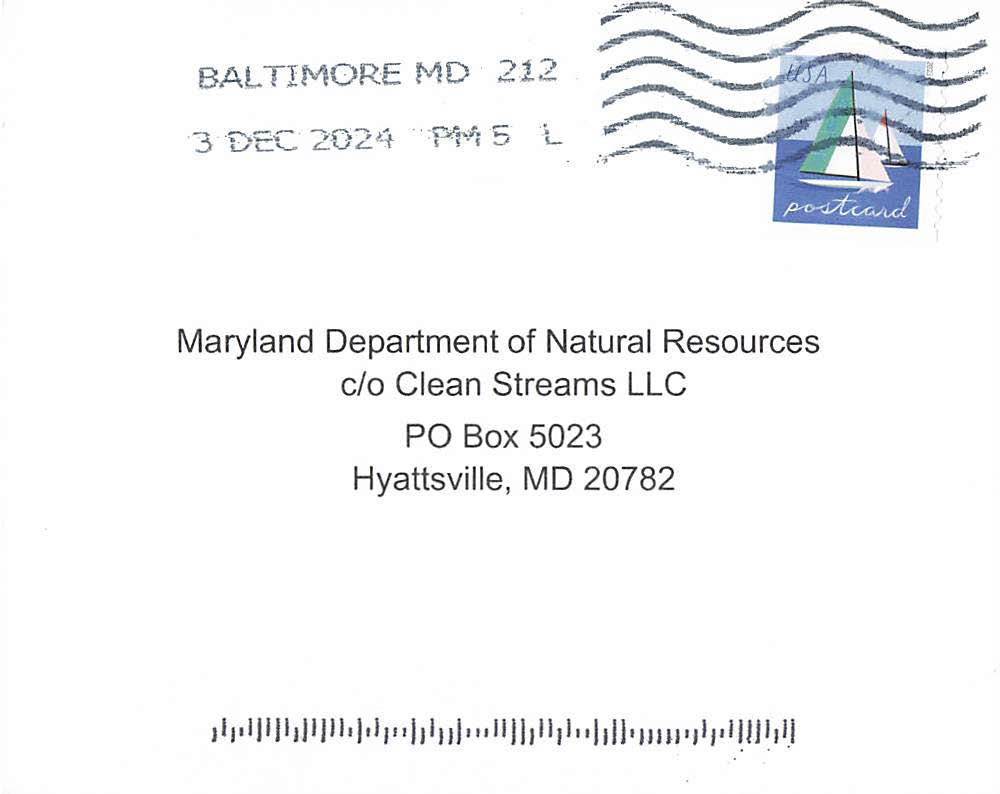 BALTIMORE MD 212
3 DEC 2024 PM 5 L
USA
postcard
Maryland Department of Natural Resources
c/o Clean Streams LLC
PO Box 5023
Hyattsville, MD 20782